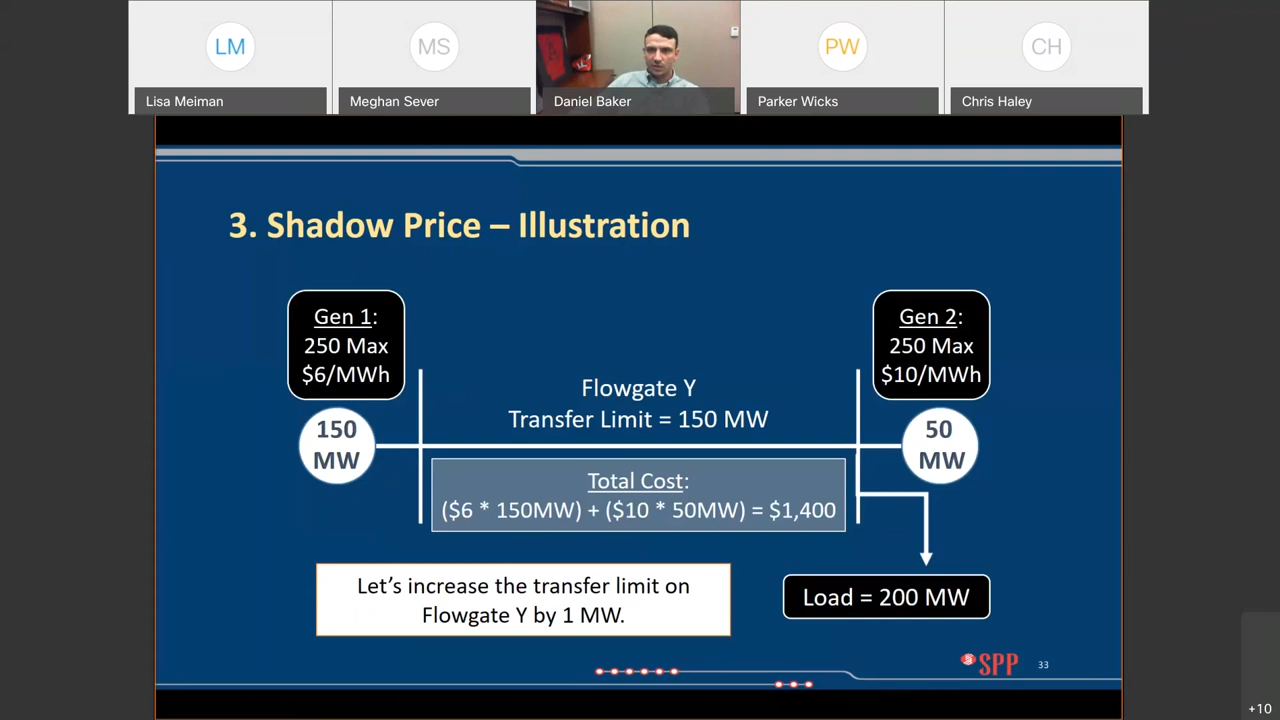 LM
MS
PW
CH
Lisa Meiman
Meghan Sever
Daniel Baker
Parker Wicks
Chris Haley
3. Shadow Price – Illustration
Gen 1:
250 Max
$6/MWh
150
MW
Flowgate Y
Transfer Limit = 150 MW
Total Cost:
($6 * 150MW) + ($10 * 50MW) = $1,400
Gen 2:
250 Max
$10/MWh
50
MW
Let’s increase the transfer limit on
Flowgate Y by 1 MW.
Load = 200 MW
SPP
33
+10